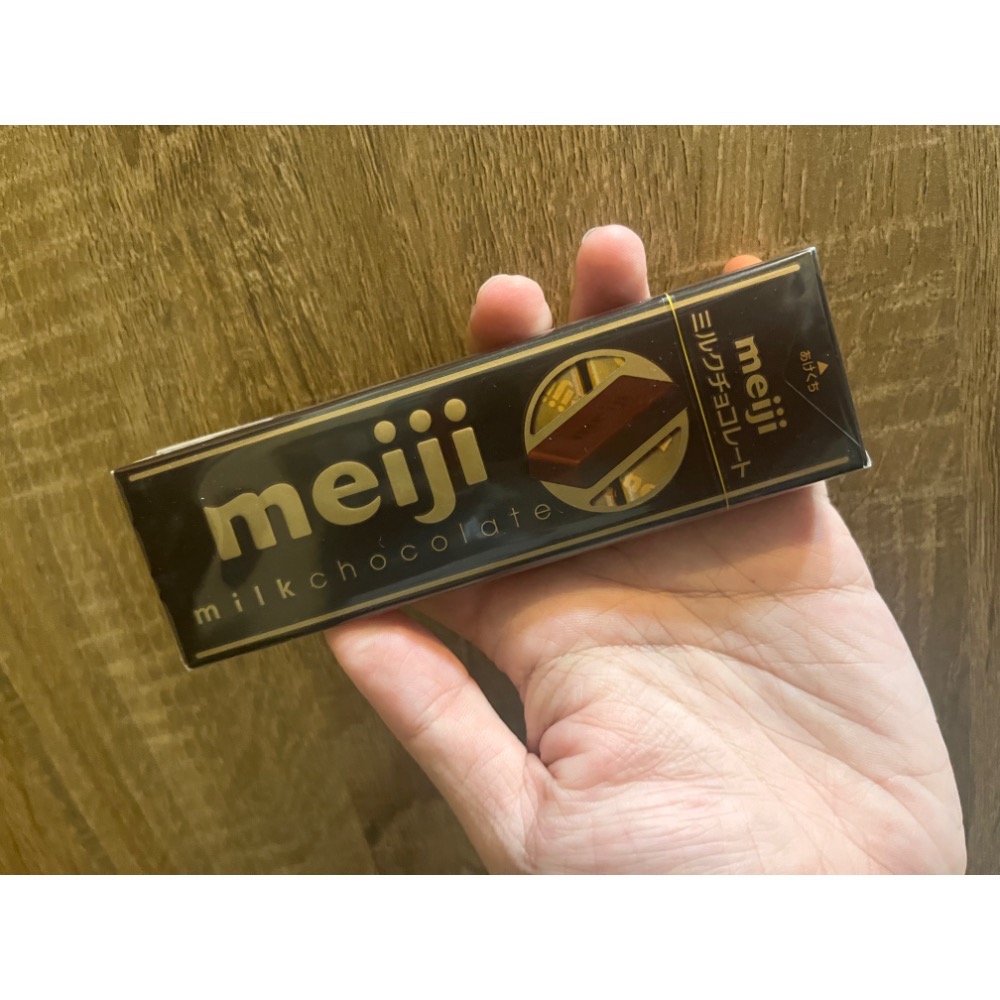 meiji
milkchocolate
meiji
ミルクチョコレート
あけくち